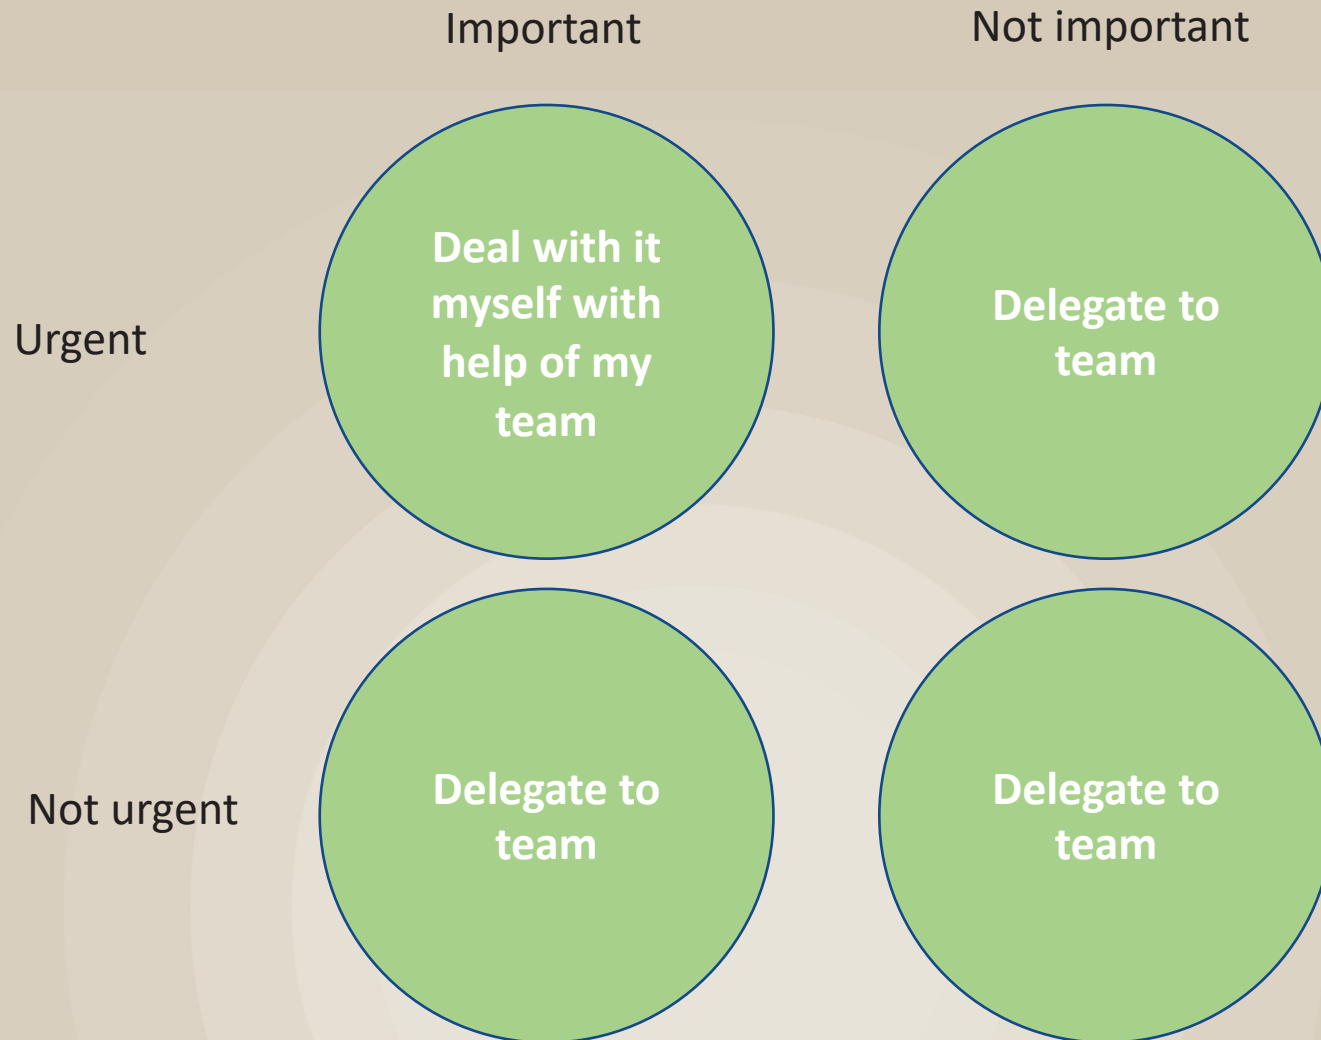 Important
Not important
Urgent
Deal with it
myself with
help of my
team
Delegate to
team
Not urgent
Delegate to
team
Delegate to
team